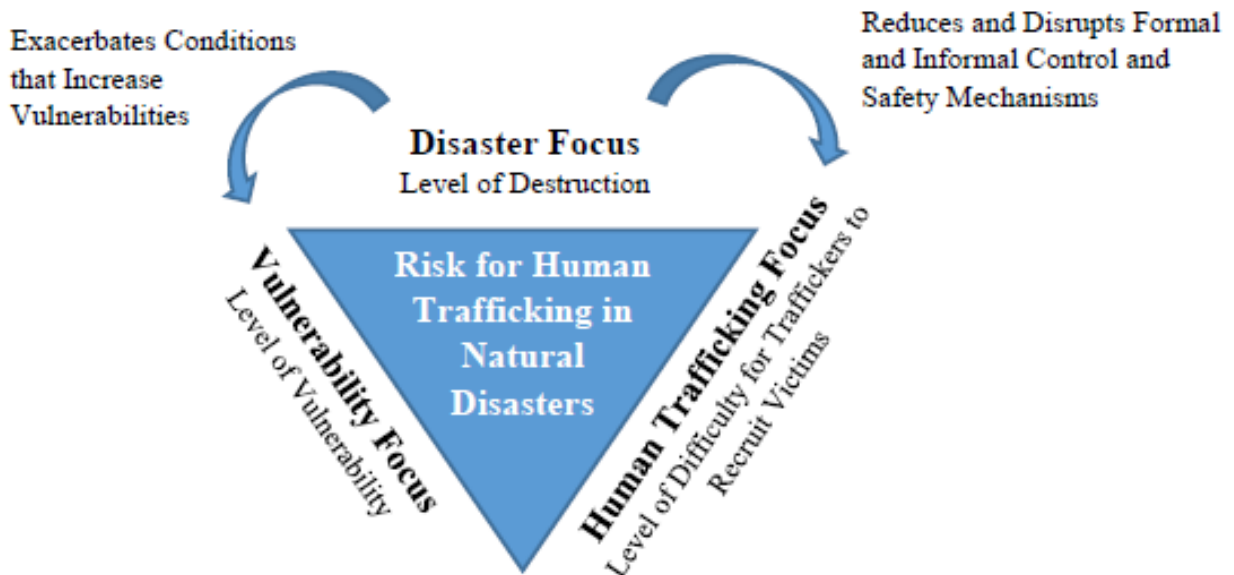 Exacerbates Conditions
that Increase
Vulnerabilities
Reduces and Disrupts Formal
and Informal Control and
Safety Mechanisms
Disaster Focus
Level of Destruction
Vulnerability Focus
Level of Vulnerability
Risk for Human
Trafficking in
Natural
Disasters
Human Trafficking Focus
Level of Difficulty for Traffickers to
Recruit Victims